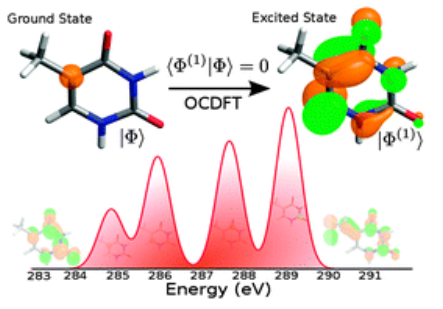 Ground State
Excited State
⟨Φ⁽¹⁾|Φ⟩ = 0
OCDFT
|Φ⟩
|Φ⁽¹⁾⟩
283 284 285 286 287 288 289 290 291
Energy (eV)